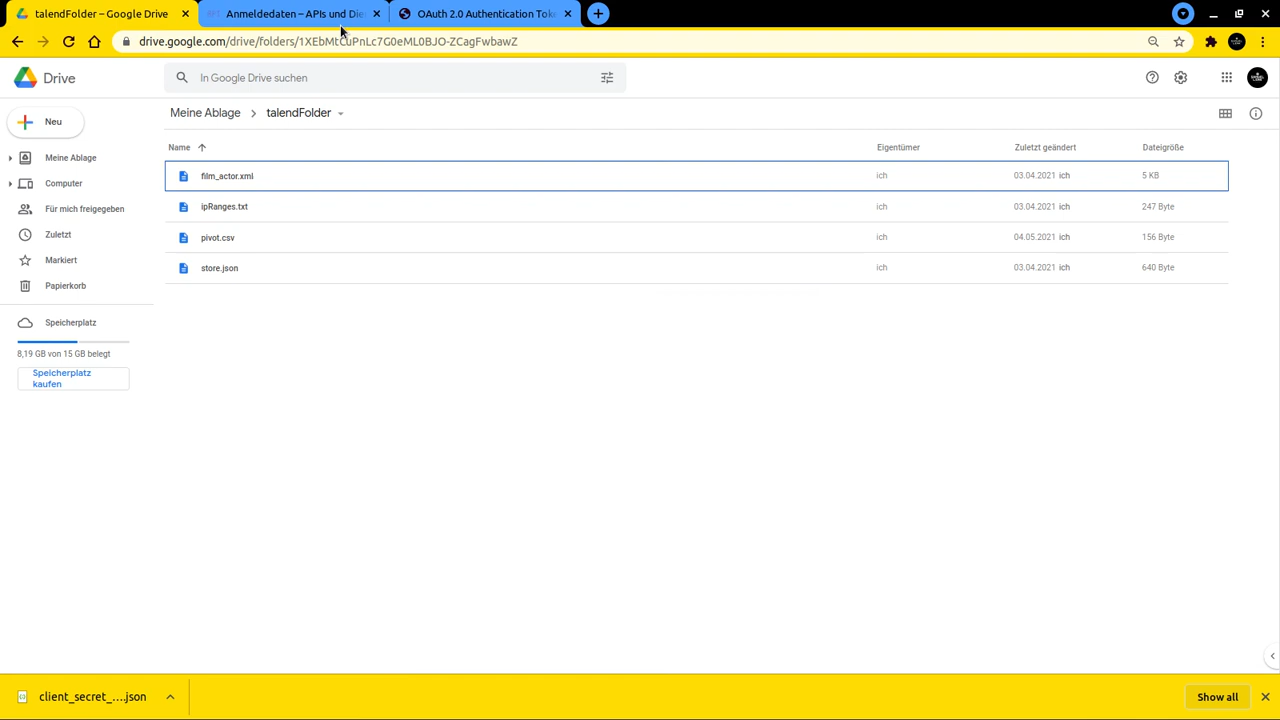 talendFolder – Google Drive
Anmeldedaten – APIs und Die
OAuth 2.0 Authentication Tok
drive.google.com/drive/folders/1XEbMtCuPnLc7G0eML0BJO-ZCagFwbawZ
Drive
In Google Drive suchen
Neu
Meine Ablage
talendFolder
Name
Eigentümer
Zuletzt geändert
Dateigröße
film_actor.xml ich 03.04.2021 ich 5 KB
ipRanges.txt ich 03.04.2021 ich 247 Byte
pivot.csv ich 04.05.2021 ich 156 Byte
store.json ich 03.04.2021 ich 640 Byte
Meine Ablage
Computer
Für mich freigegeben
Zuletzt
Markiert
Papierkorb
Speicherplatz
8,19 GB von 15 GB belegt
Speicherplatz
kaufen
client_secret_....json
Show all